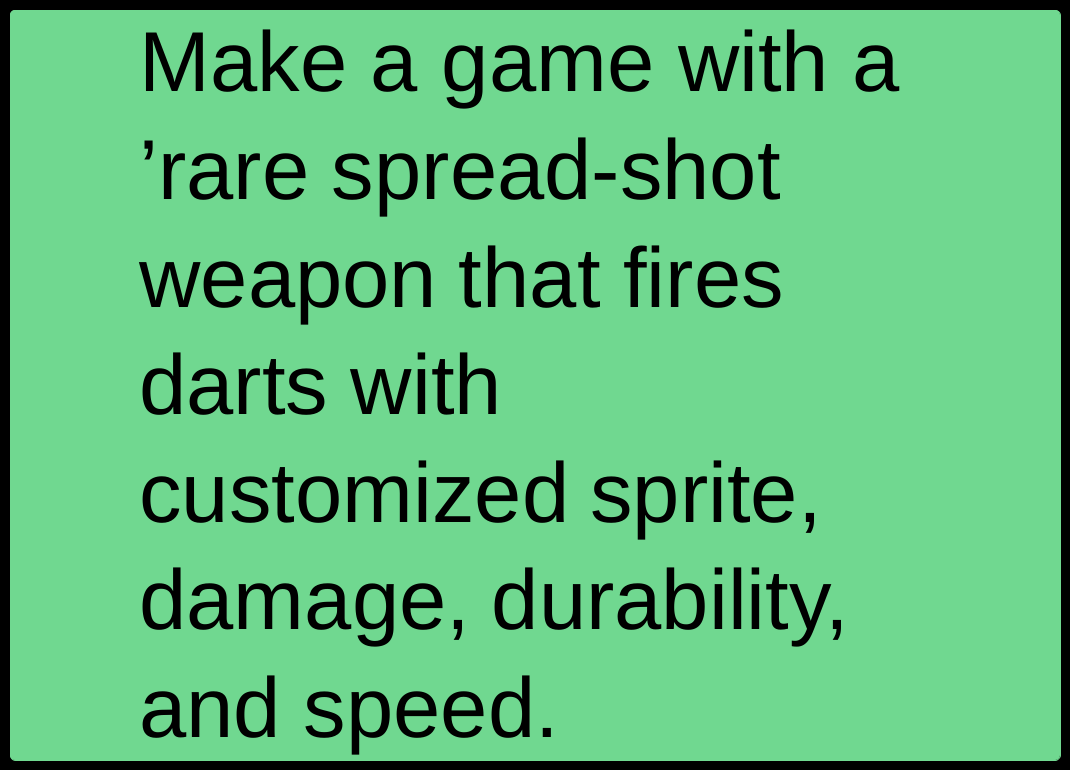 Make a game with a
’rare spread-shot
weapon that fires
darts with
customized sprite,
damage, durability,
and speed.